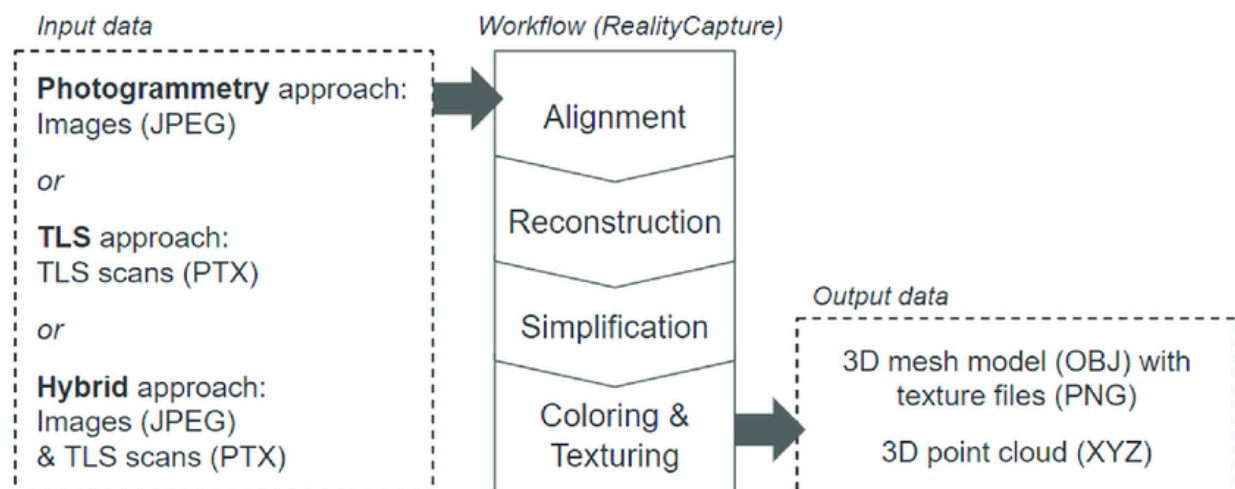 Input data
Photogrammetry approach:
Images (JPEG)
or
TLS approach:
TLS scans (PTX)
or
Hybrid approach:
Images (JPEG)
& TLS scans (PTX)
Workflow (RealityCapture)
Alignment
Reconstruction
Simplification
Coloring &
Texturing
Output data
3D mesh model (OBJ) with
texture files (PNG)
3D point cloud (XYZ)